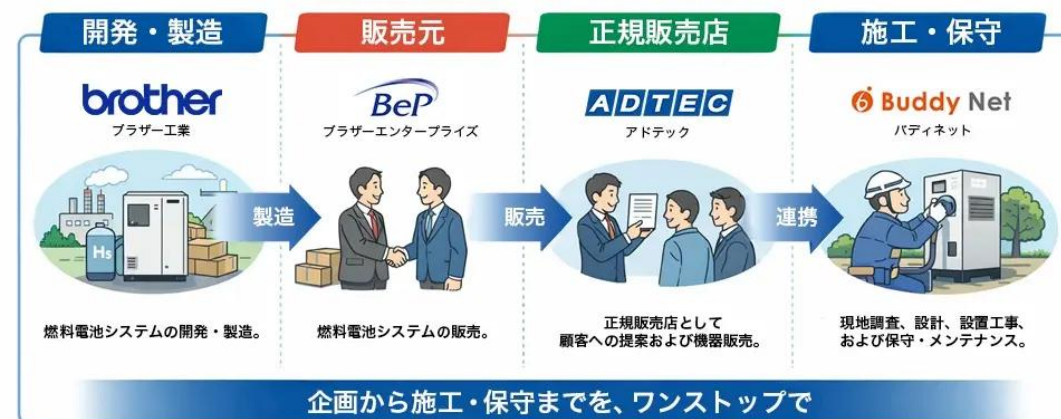 開発・製造
販売元
正規販売店
施工・保守
brother
ブラザー工業
BeP
ブラザーエンタープライズ
ADTEC
アドテック
Buddy Net
バディネット
Hs
製造
販売
連携
燃料電池システムの開発・製造。
燃料電池システムの販売。
正規販売店として
顧客への提案および機器販売。
現地調査、設計、設置工事、
および保守・メンテナンス。
企画から施工・保守までを、ワンストップで